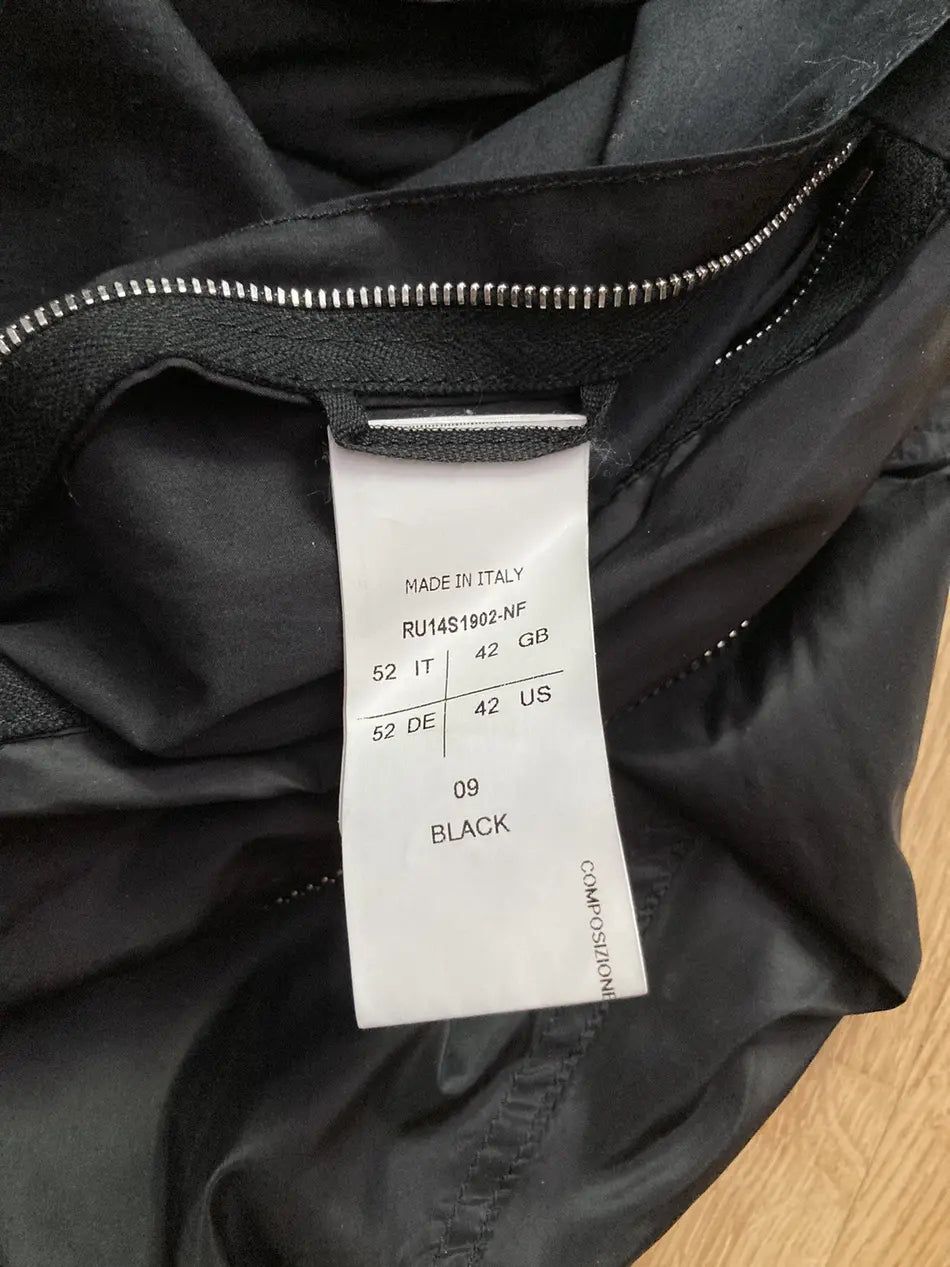 MADE IN ITALY
RU14S1902-NF
52 IT 42 GB
52 DE 42 US
09
BLACK
COMPOSIZIONE